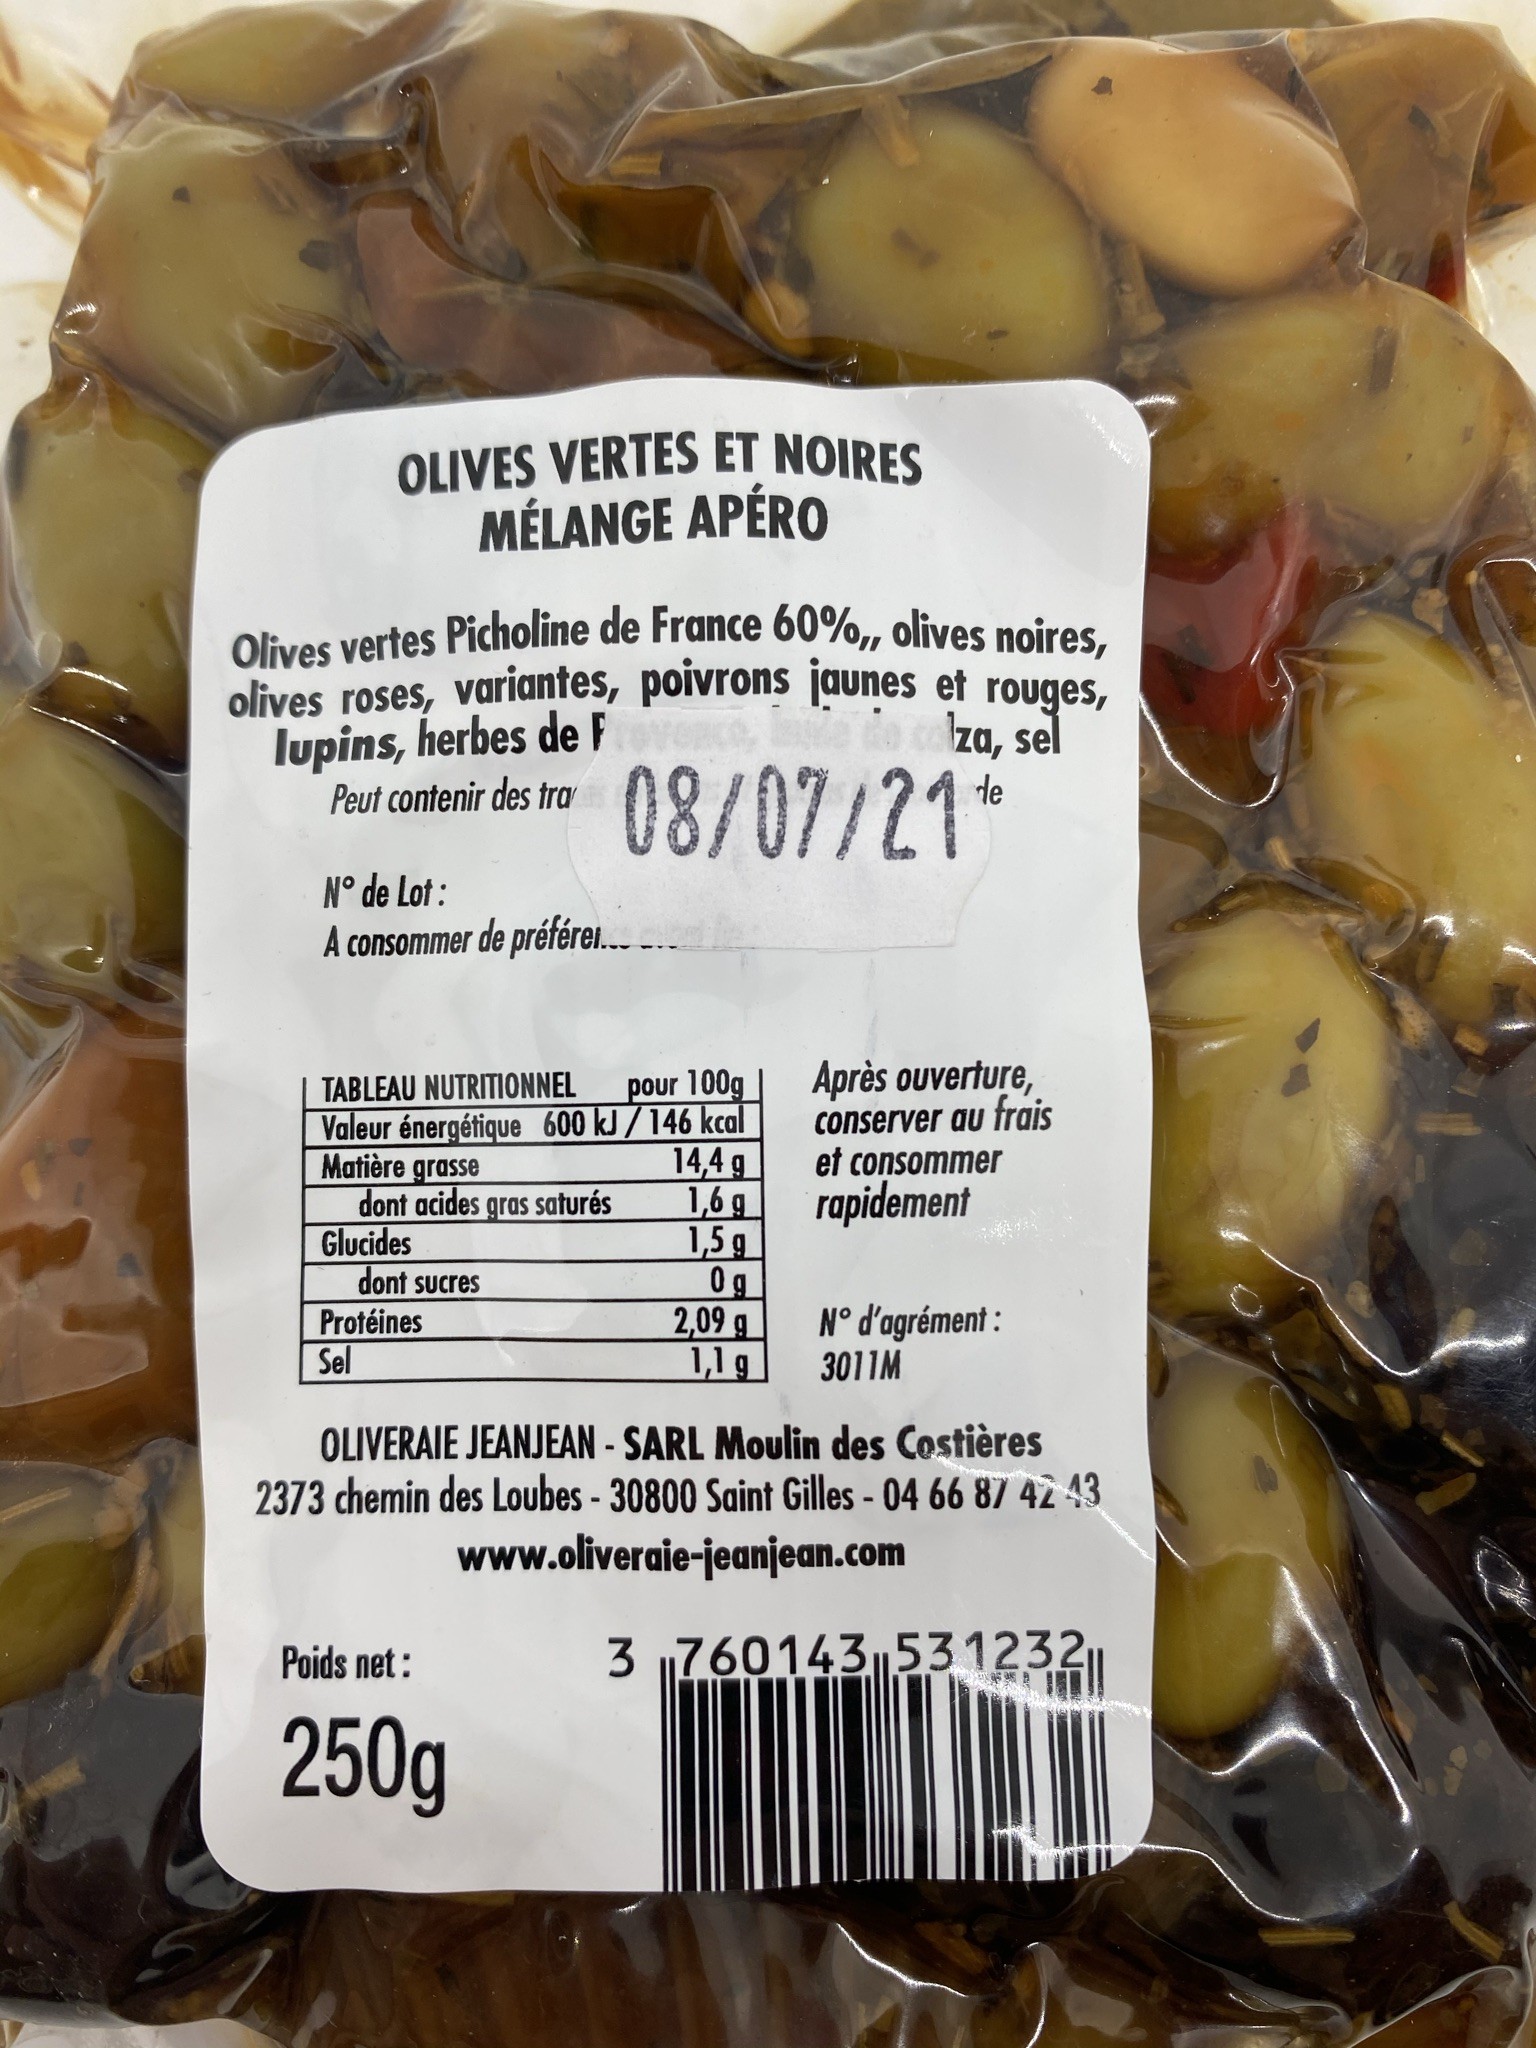 OLIVES VERTES ET NOIRES
MÉLANGE APÉRO
Olives vertes Picholine de France 60%,, olives noires,
olives roses, variantes, poivrons jaunes et rouges,
lupins, herbes de Provence, huile de colza, sel
Peut contenir des de
08/07/21
N° de Lot :
A consommer de
TABLEAU NUTRITIONNEL pour 100g
Valeur énergétique 600 kJ / 146 kcal
Matière grasse 14,4 g
dont acides gras saturés 1,6 g
Glucides 1,5 g
dont sucres 0 g
Protéines 2,09 g
Sel 1,1 g
Après ouverture,
conserver au frais
et consommer
rapidement
N° d'agrément :
3011M
OLIVERAIE JEANJEAN - SARL Moulin des Costières
2373 chemin des Loubes - 30800 Saint Gilles - 04 66 87 42 43
www.oliveraie-jeanjean.com
Poids net :
250g
3 760143 531232